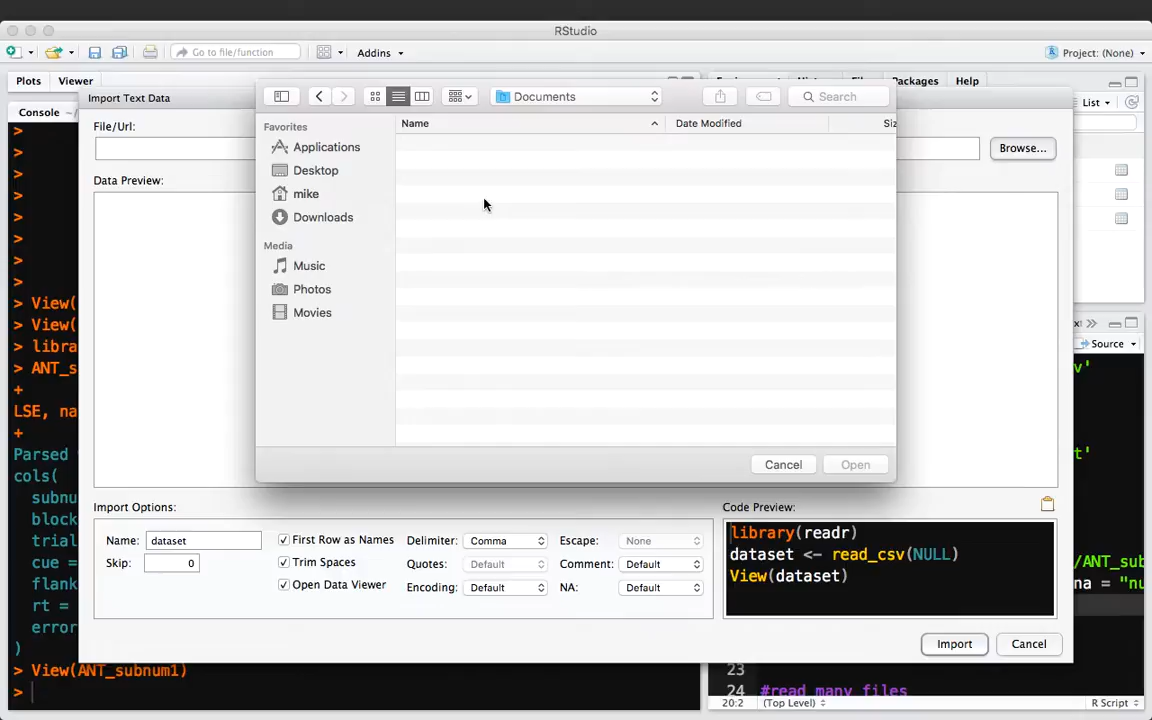 RStudio
Go to file/function
Addins
Project: (None)
Plots
Viewer
Packages
Help
Import Text Data
Documents
Search
Console
~/
List
File/Url:
Favorites
Name
Date Modified
Siz
Applications
Browse...
Desktop
Data Preview:
mike
Downloads
Media
Music
Photos
Movies
>
>
>
>
>
>
>
>
> View(
> View(
> libra
> ANT_s
+
LSE, na
+
Parsed
cols(
subnu
block
trial
cue =
flank
rt =
error
)
> View(ANT_subnum1)
>
Cancel
Open
Source
v'
t'
/ANT_su
na = "nu
Import Options:
Name:
dataset
Skip:
0
First Row as Names
Trim Spaces
Open Data Viewer
Delimiter:
Comma
Quotes:
Default
Encoding:
Default
Escape:
None
Comment:
Default
NA:
Default
Code Preview:
library(readr)
dataset <- read_csv(NULL)
View(dataset)
Import
Cancel
23
24
#read many files
20:2
(Top Level)
R Script